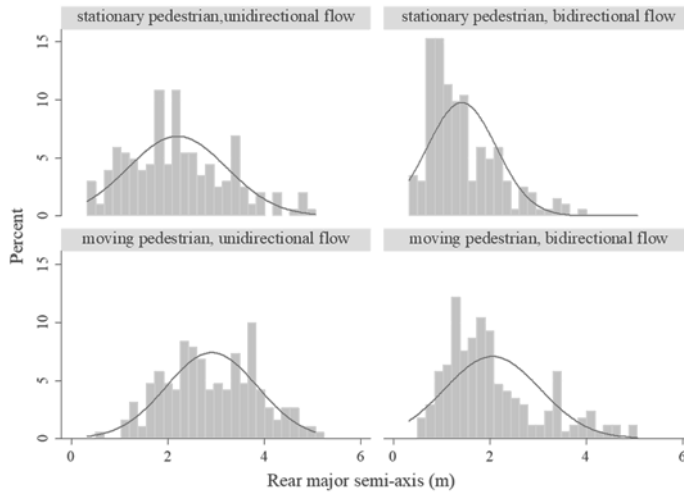 stationary pedestrian,unidirectional flow
stationary pedestrian, bidirectional flow
15
10
5
0
moving pedestrian, unidirectional flow
moving pedestrian, bidirectional flow
15
10
5
0
Percent
0 2 4 6
0 2 4 6
Rear major semi-axis (m)